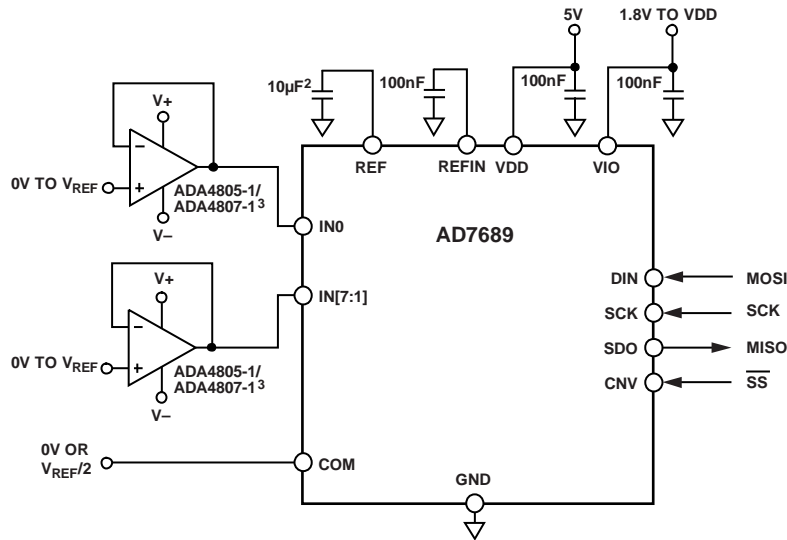 5V
1.8V TO VDD
10µF²
100nF
100nF
100nF
V+
−
+
0V TO VREF
V−
ADA4805-1/
ADA4807-1³
REF
REFIN
VDD
VIO
IN0
AD7689
V+
−
+
0V TO VREF
V−
ADA4805-1/
ADA4807-1³
IN[7:1]
DIN
MOSI
SCK
SCK
SDO
MISO
CNV
S̅S̅
0V OR
VREF/2
COM
GND